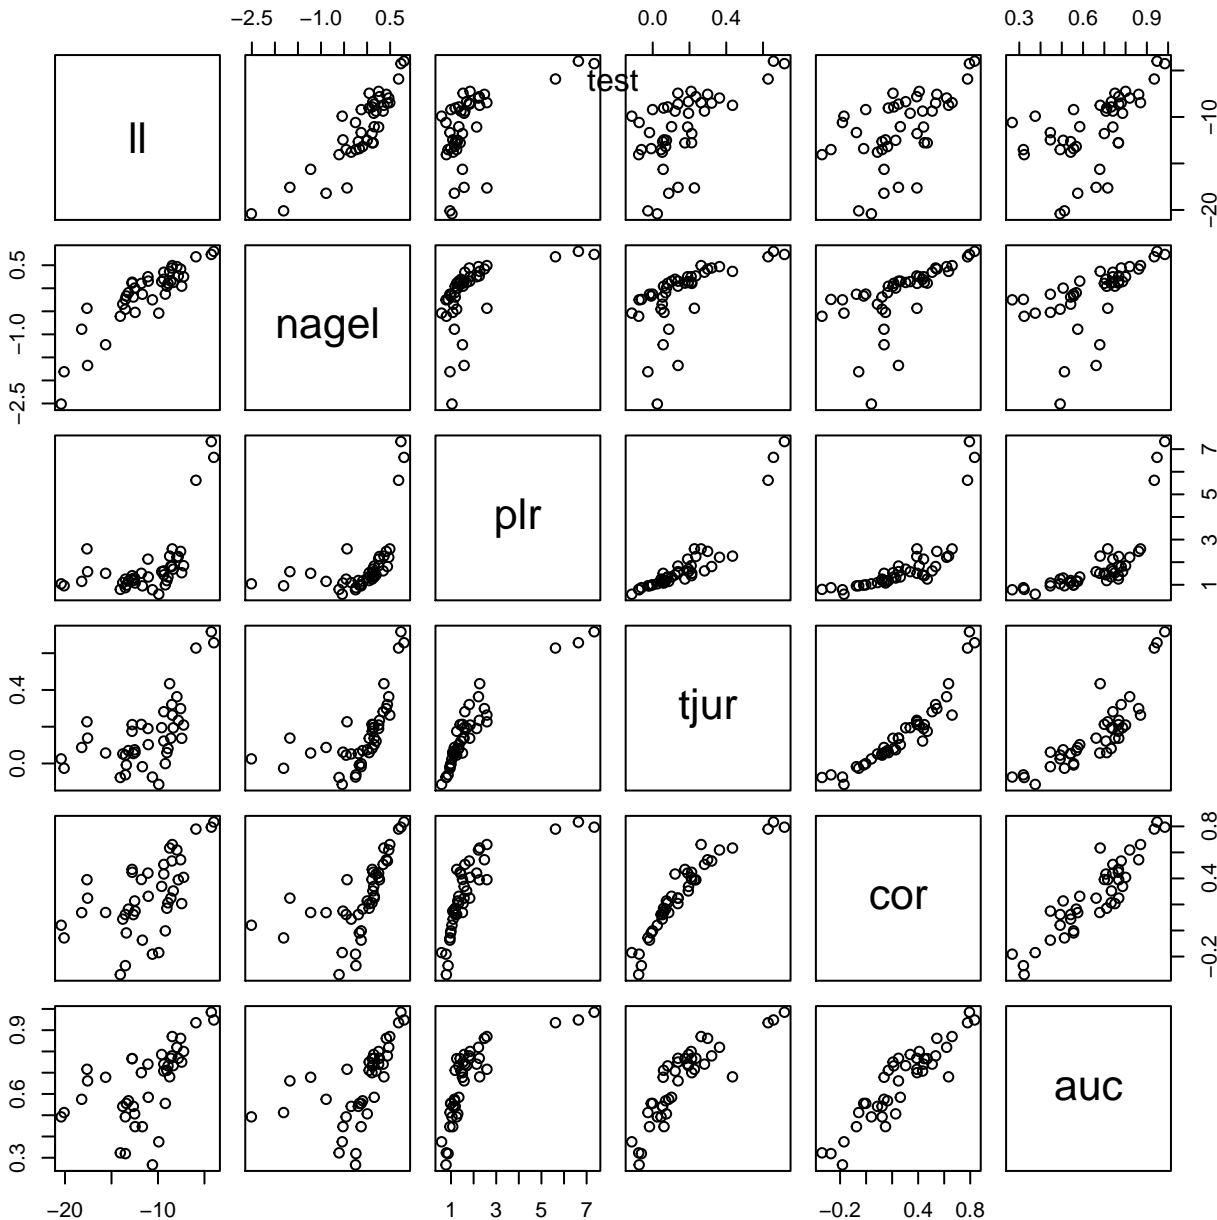 −2.5 −1.0 0.5 0.0 0.4 0.3 0.6 0.9
test
ll −20 −10
−2.5 −1.0 0.5 nagel
plr 1 3 5 7
0.0 0.4 tjur
cor −0.2 0.4 0.8
0.3 0.6 0.9 auc
−20 −10 1 3 5 7 −0.2 0.4 0.8